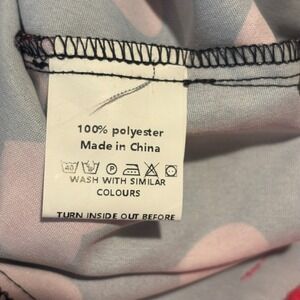 100% polyester
Made in China
WASH WITH SIMILAR
COLOURS
TURN INSIDE OUT BEFORE